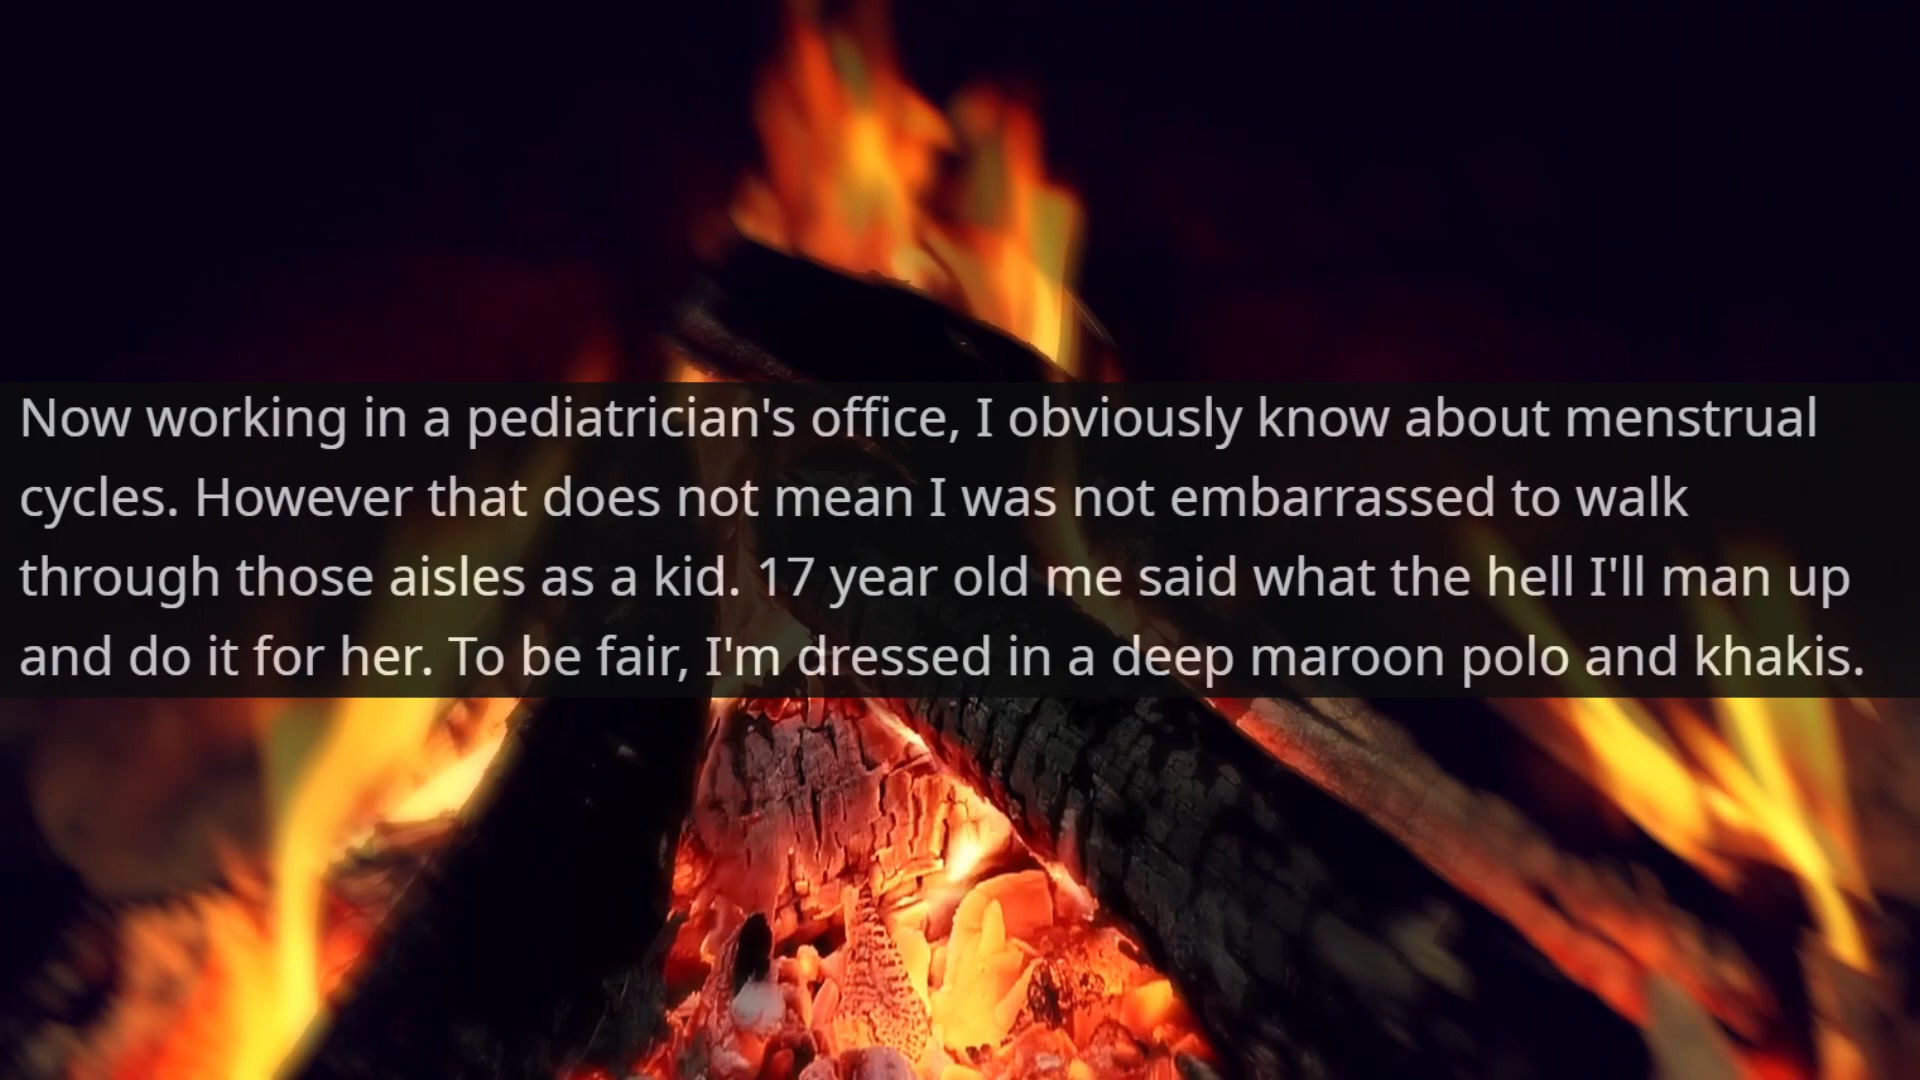 Now working in a pediatrician's office, I obviously know about menstrual
cycles. However that does not mean I was not embarrassed to walk
through those aisles as a kid. 17 year old me said what the hell I'll man up
and do it for her. To be fair, I'm dressed in a deep maroon polo and khakis.